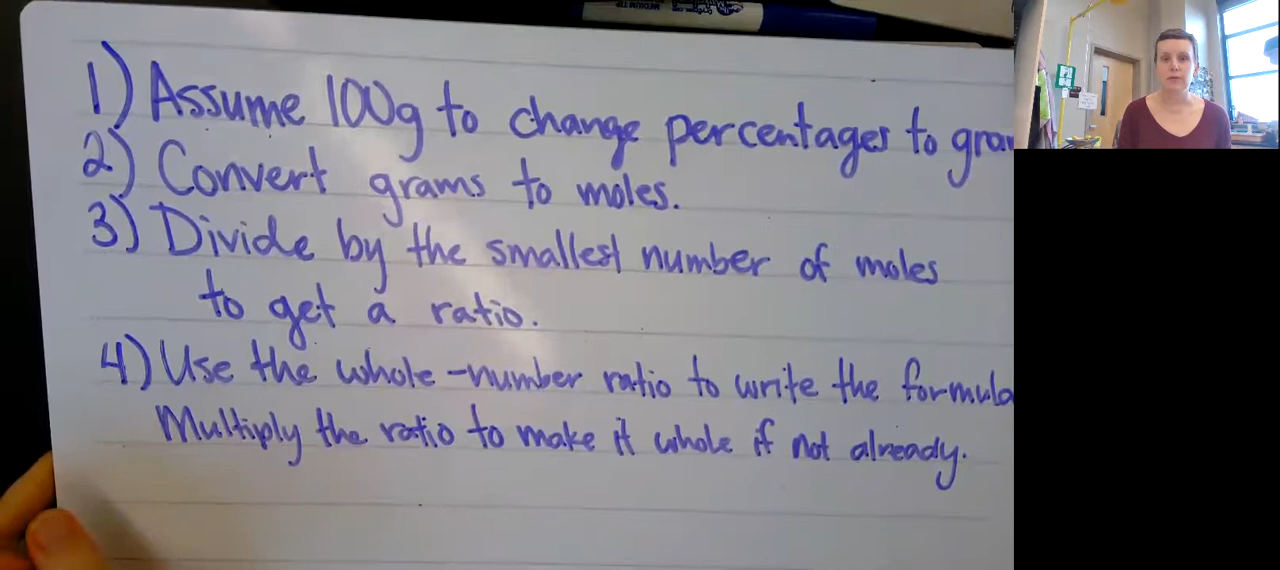 MEDIUM TIP
1) Assume 100g to change percentages to gra
2) Convert grams to moles.
3) Divide by the smallest number of moles
to get a ratio.
4) Use the whole-number ratio to write the formula
Multiply the ratio to make it whole if not already.